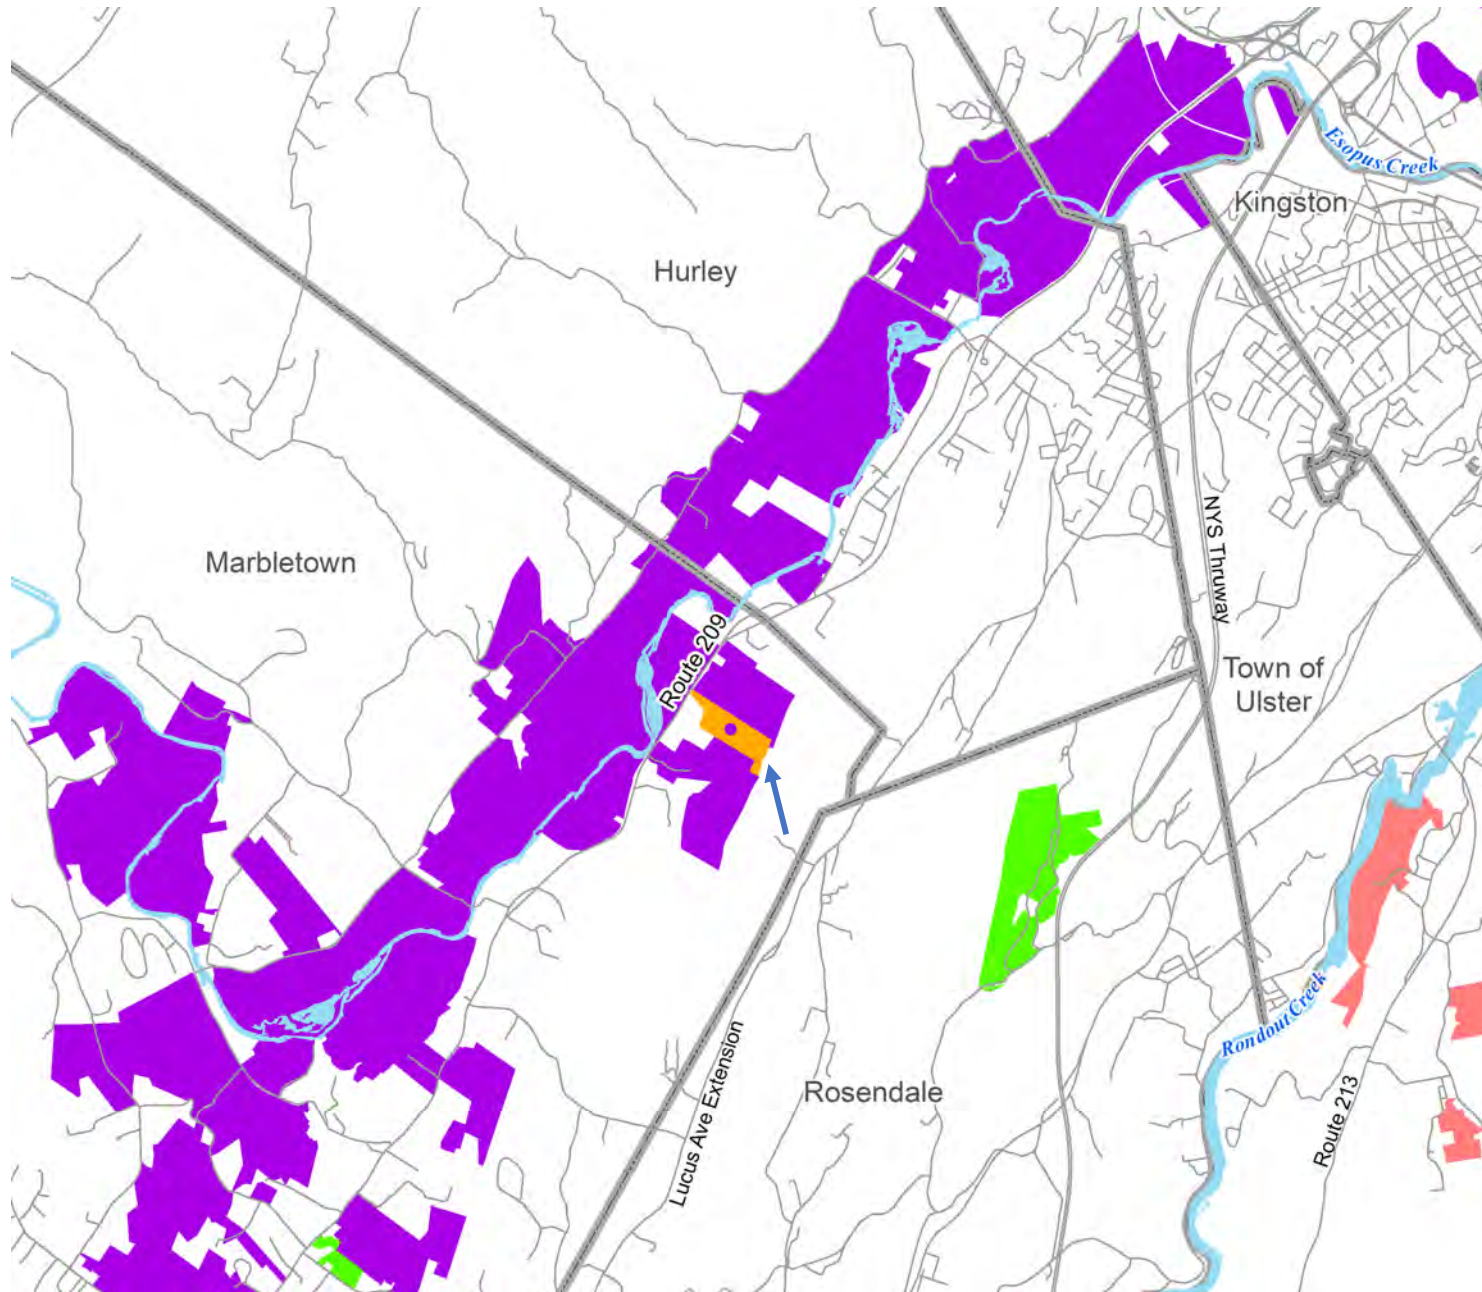 Esopus Creek
Kingston
Hurley
NYS Thruway
Marbletown
Route 209
Town of
Ulster
Rondout Creek
Lucus Ave Extension
Rosendale
Route 213